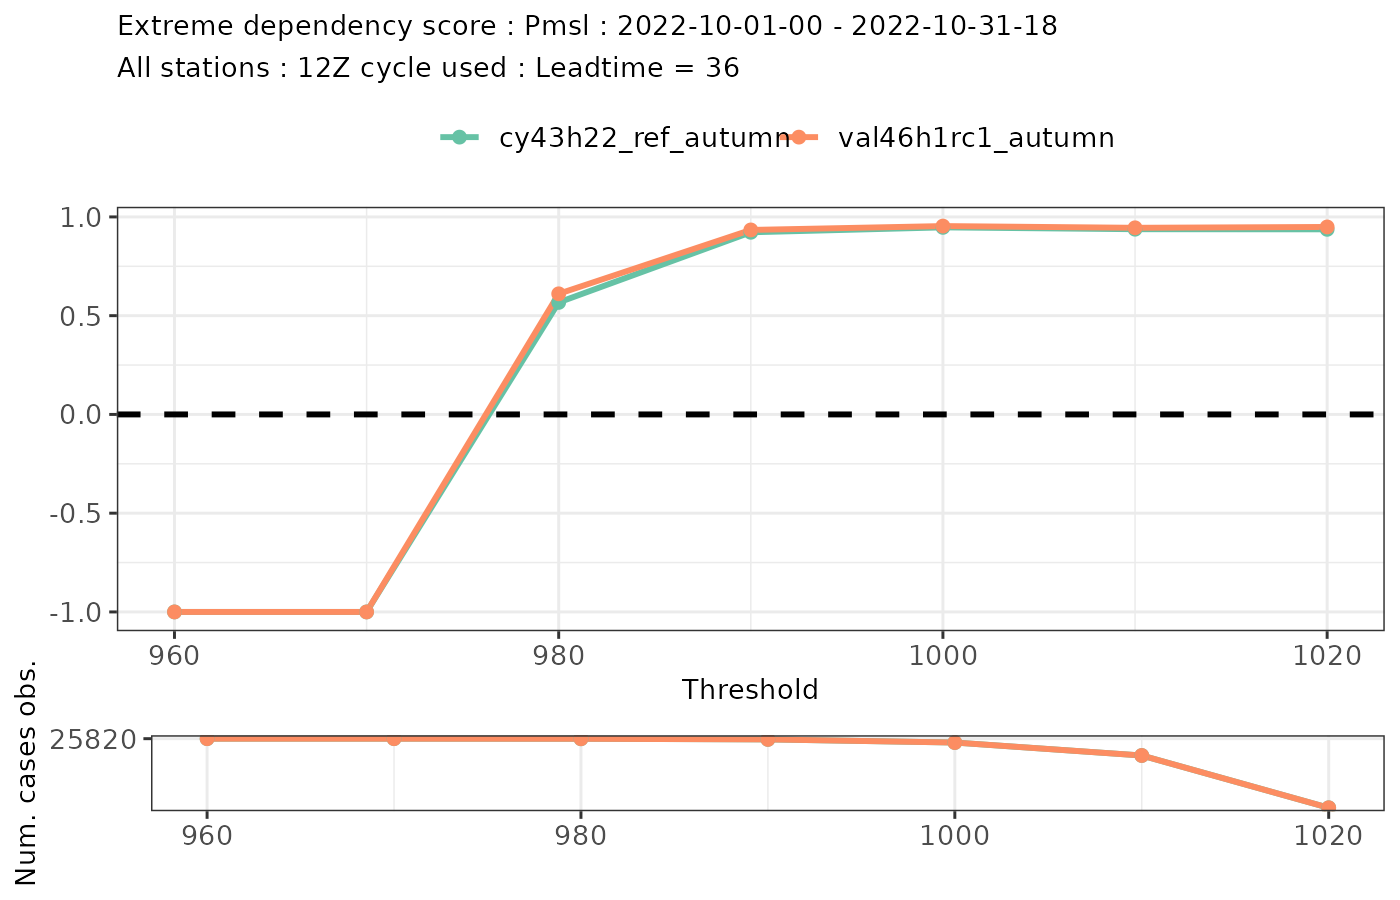 Extreme dependency score : Pmsl : 2022-10-01-00 - 2022-10-31-18
All stations : 12Z cycle used : Leadtime = 36
cy43h22_ref_autumn val46h1rc1_autumn
1.0
0.5
0.0
-0.5
-1.0
960 980 1000 1020
Threshold
Num. cases obs.
25820
960 980 1000 1020